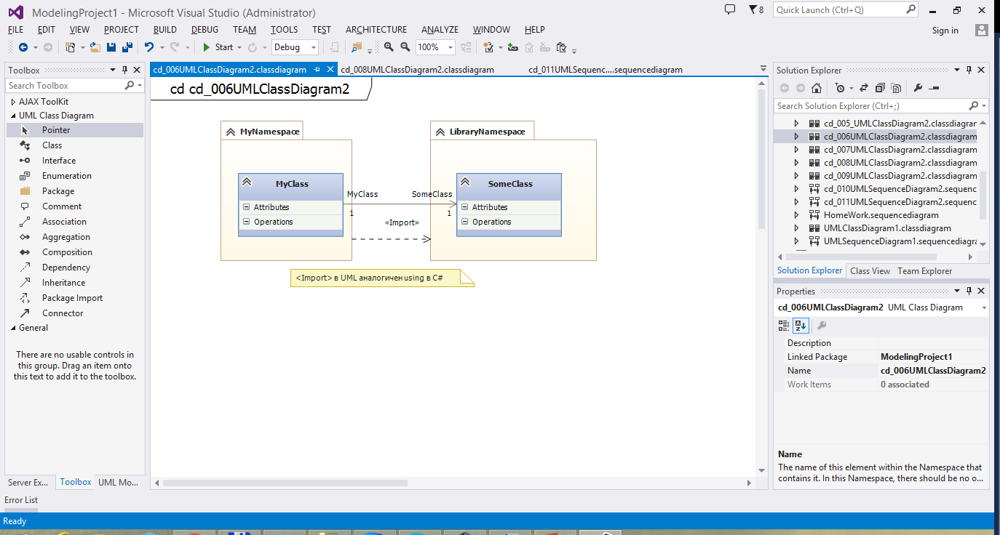 ModelingProject1 - Microsoft Visual Studio (Administrator)
8
Quick Launch (Ctrl+Q)
FILE EDIT VIEW PROJECT BUILD DEBUG TEAM TOOLS TEST ARCHITECTURE ANALYZE WINDOW HELP
Sign in
Start Debug 100%
Toolbox
Search Toolbox
AJAX ToolKit
UML Class Diagram
Pointer
Class
Interface
Enumeration
Package
Comment
Association
Aggregation
Composition
Dependency
Inheritance
Package Import
Connector
General
There are no usable controls in
this group. Drag an item onto
this text to add it to the toolbox.
Server Ex... Toolbox UML Mo...
cd_006UMLClassDiagram2.classdiagram cd_008UMLClassDiagram2.classdiagram cd_011UMLSequenc....sequencediagram
cd cd_006UMLClassDiagram2
MyNamespace
LibraryNamespace
MyClass
Attributes
Operations
SomeClass
Attributes
Operations
MyClass SomeClass
1 1
«Import»
<Import> в UML аналогичен using в C#
Solution Explorer
Search Solution Explorer (Ctrl+;)
cd_005_UMLClassDiagram2.classdiagram
cd_006UMLClassDiagram2.classdiagram
cd_007UMLClassDiagram2.classdiagram
cd_008UMLClassDiagram2.classdiagram
cd_009UMLClassDiagram2.classdiagram
cd_010UMLSequenceDiagram2.sequenc
cd_011UMLSequenceDiagram2.sequenc
HomeWork.sequencediagram
UMLClassDiagram1.classdiagram
UMLSequenceDiagram1.sequencediagra
Solution Explorer Class View Team Explorer
Properties
cd_006UMLClassDiagram2 UML Class Diagram
Description
Linked Package ModelingProject1
Name cd_006UMLClassDiagram2
Work Items 0 associated
Name
The name of this element within the Namespace that
contains it. In this Namespace, there should be no o...
Error List
Ready